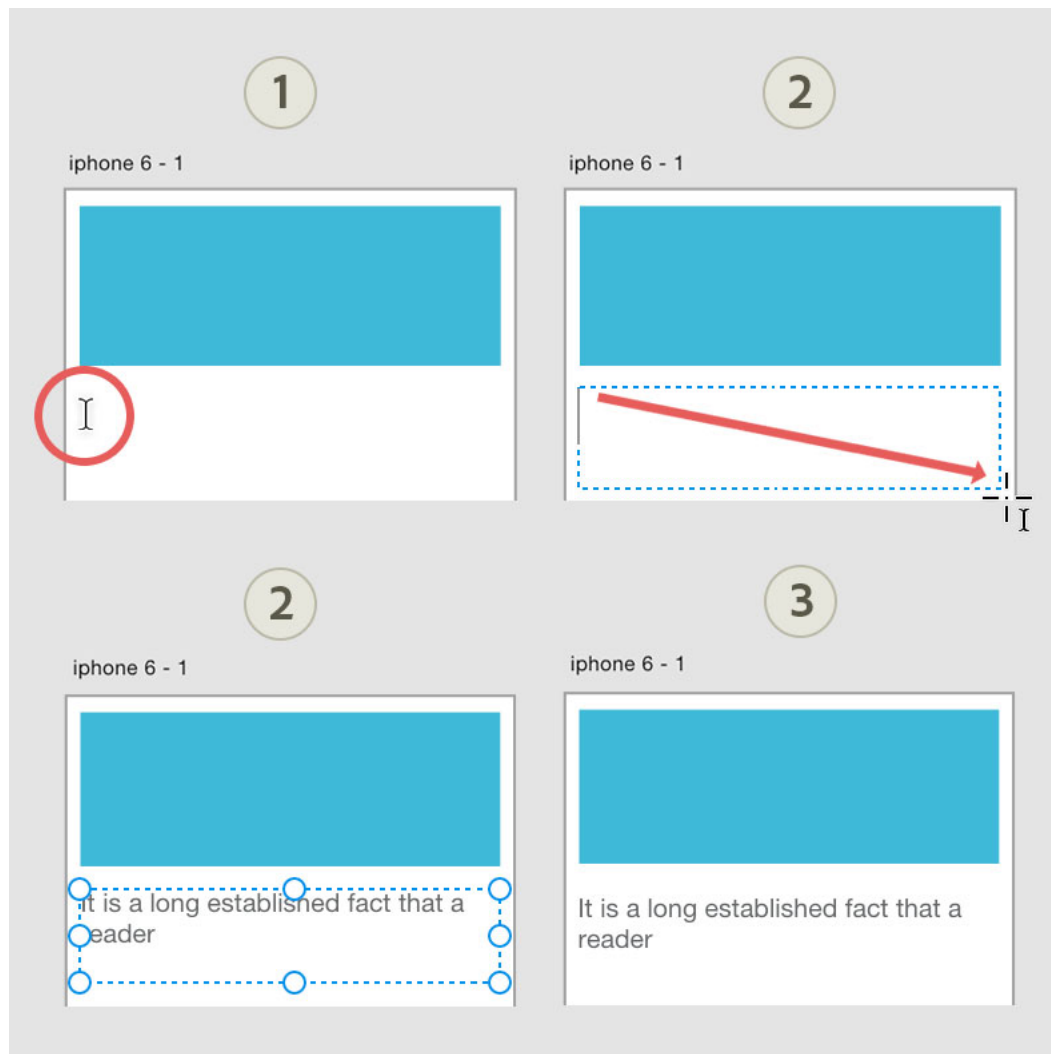 1
2
iphone 6 - 1
iphone 6 - 1
2
3
iphone 6 - 1
iphone 6 - 1
It is a long established fact that a
reader
It is a long established fact that a
reader